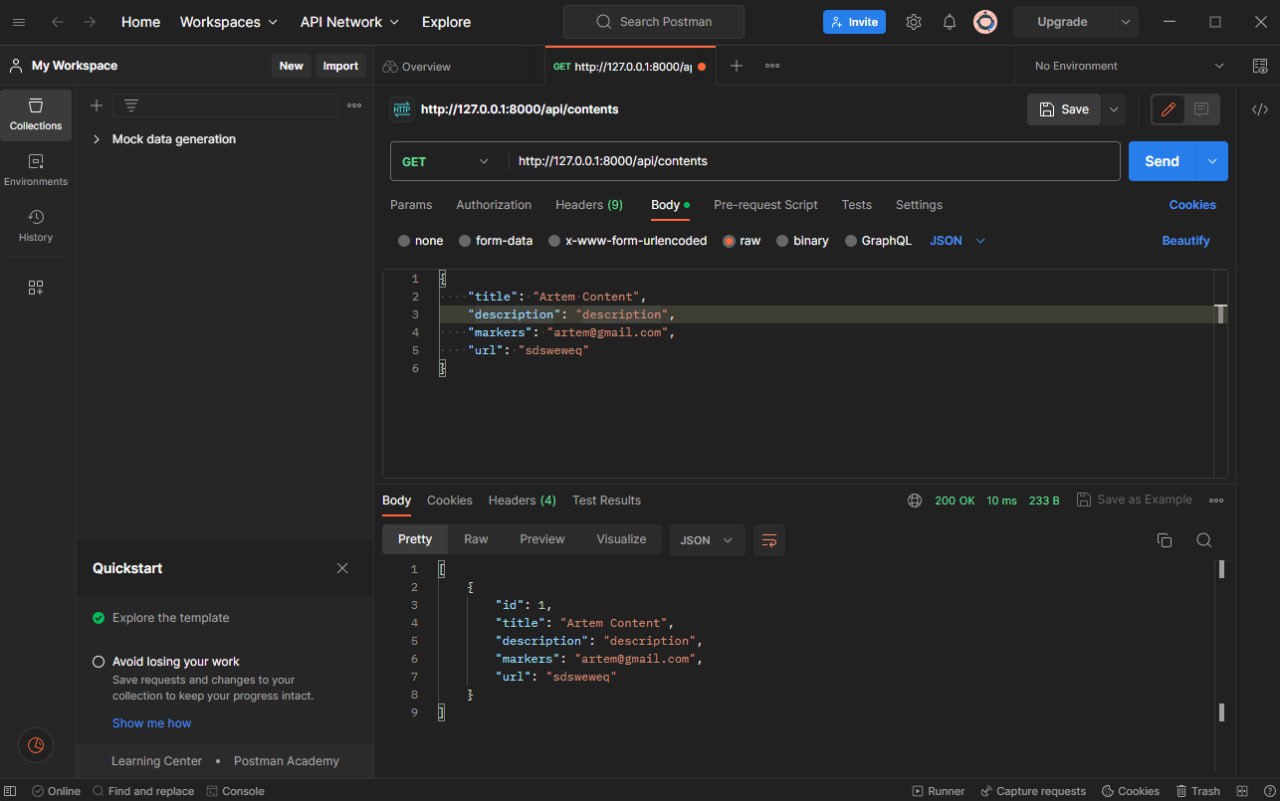 Home Workspaces API Network Explore Search Postman Invite Upgrade
My Workspace New Import Overview GET http://127.0.0.1:8000/a No Environment
Collections
Environments
History
Mock data generation
HTTP http://127.0.0.1:8000/api/contents Save
GET http://127.0.0.1:8000/api/contents Send
Params Authorization Headers (9) Body Pre-request Script Tests Settings Cookies
none form-data x-www-form-urlencoded raw binary GraphQL JSON Beautify
1 {
2 "title": "Artem Content",
3 "description": "description",
4 "markers": "artem@gmail.com",
5 "url": "sdsweweq"
6 }
Body Cookies Headers (4) Test Results 200 OK 10 ms 233 B Save as Example
Pretty Raw Preview Visualize JSON
1 [
2 {
3 "id": 1,
4 "title": "Artem Content",
5 "description": "description",
6 "markers": "artem@gmail.com",
7 "url": "sdsweweq"
8 }
9 ]
Quickstart
Explore the template
Avoid losing your work
Save requests and changes to your
collection to keep your progress intact.
Show me how
Learning Center • Postman Academy
Online Find and replace Console Runner Capture requests Cookies Trash